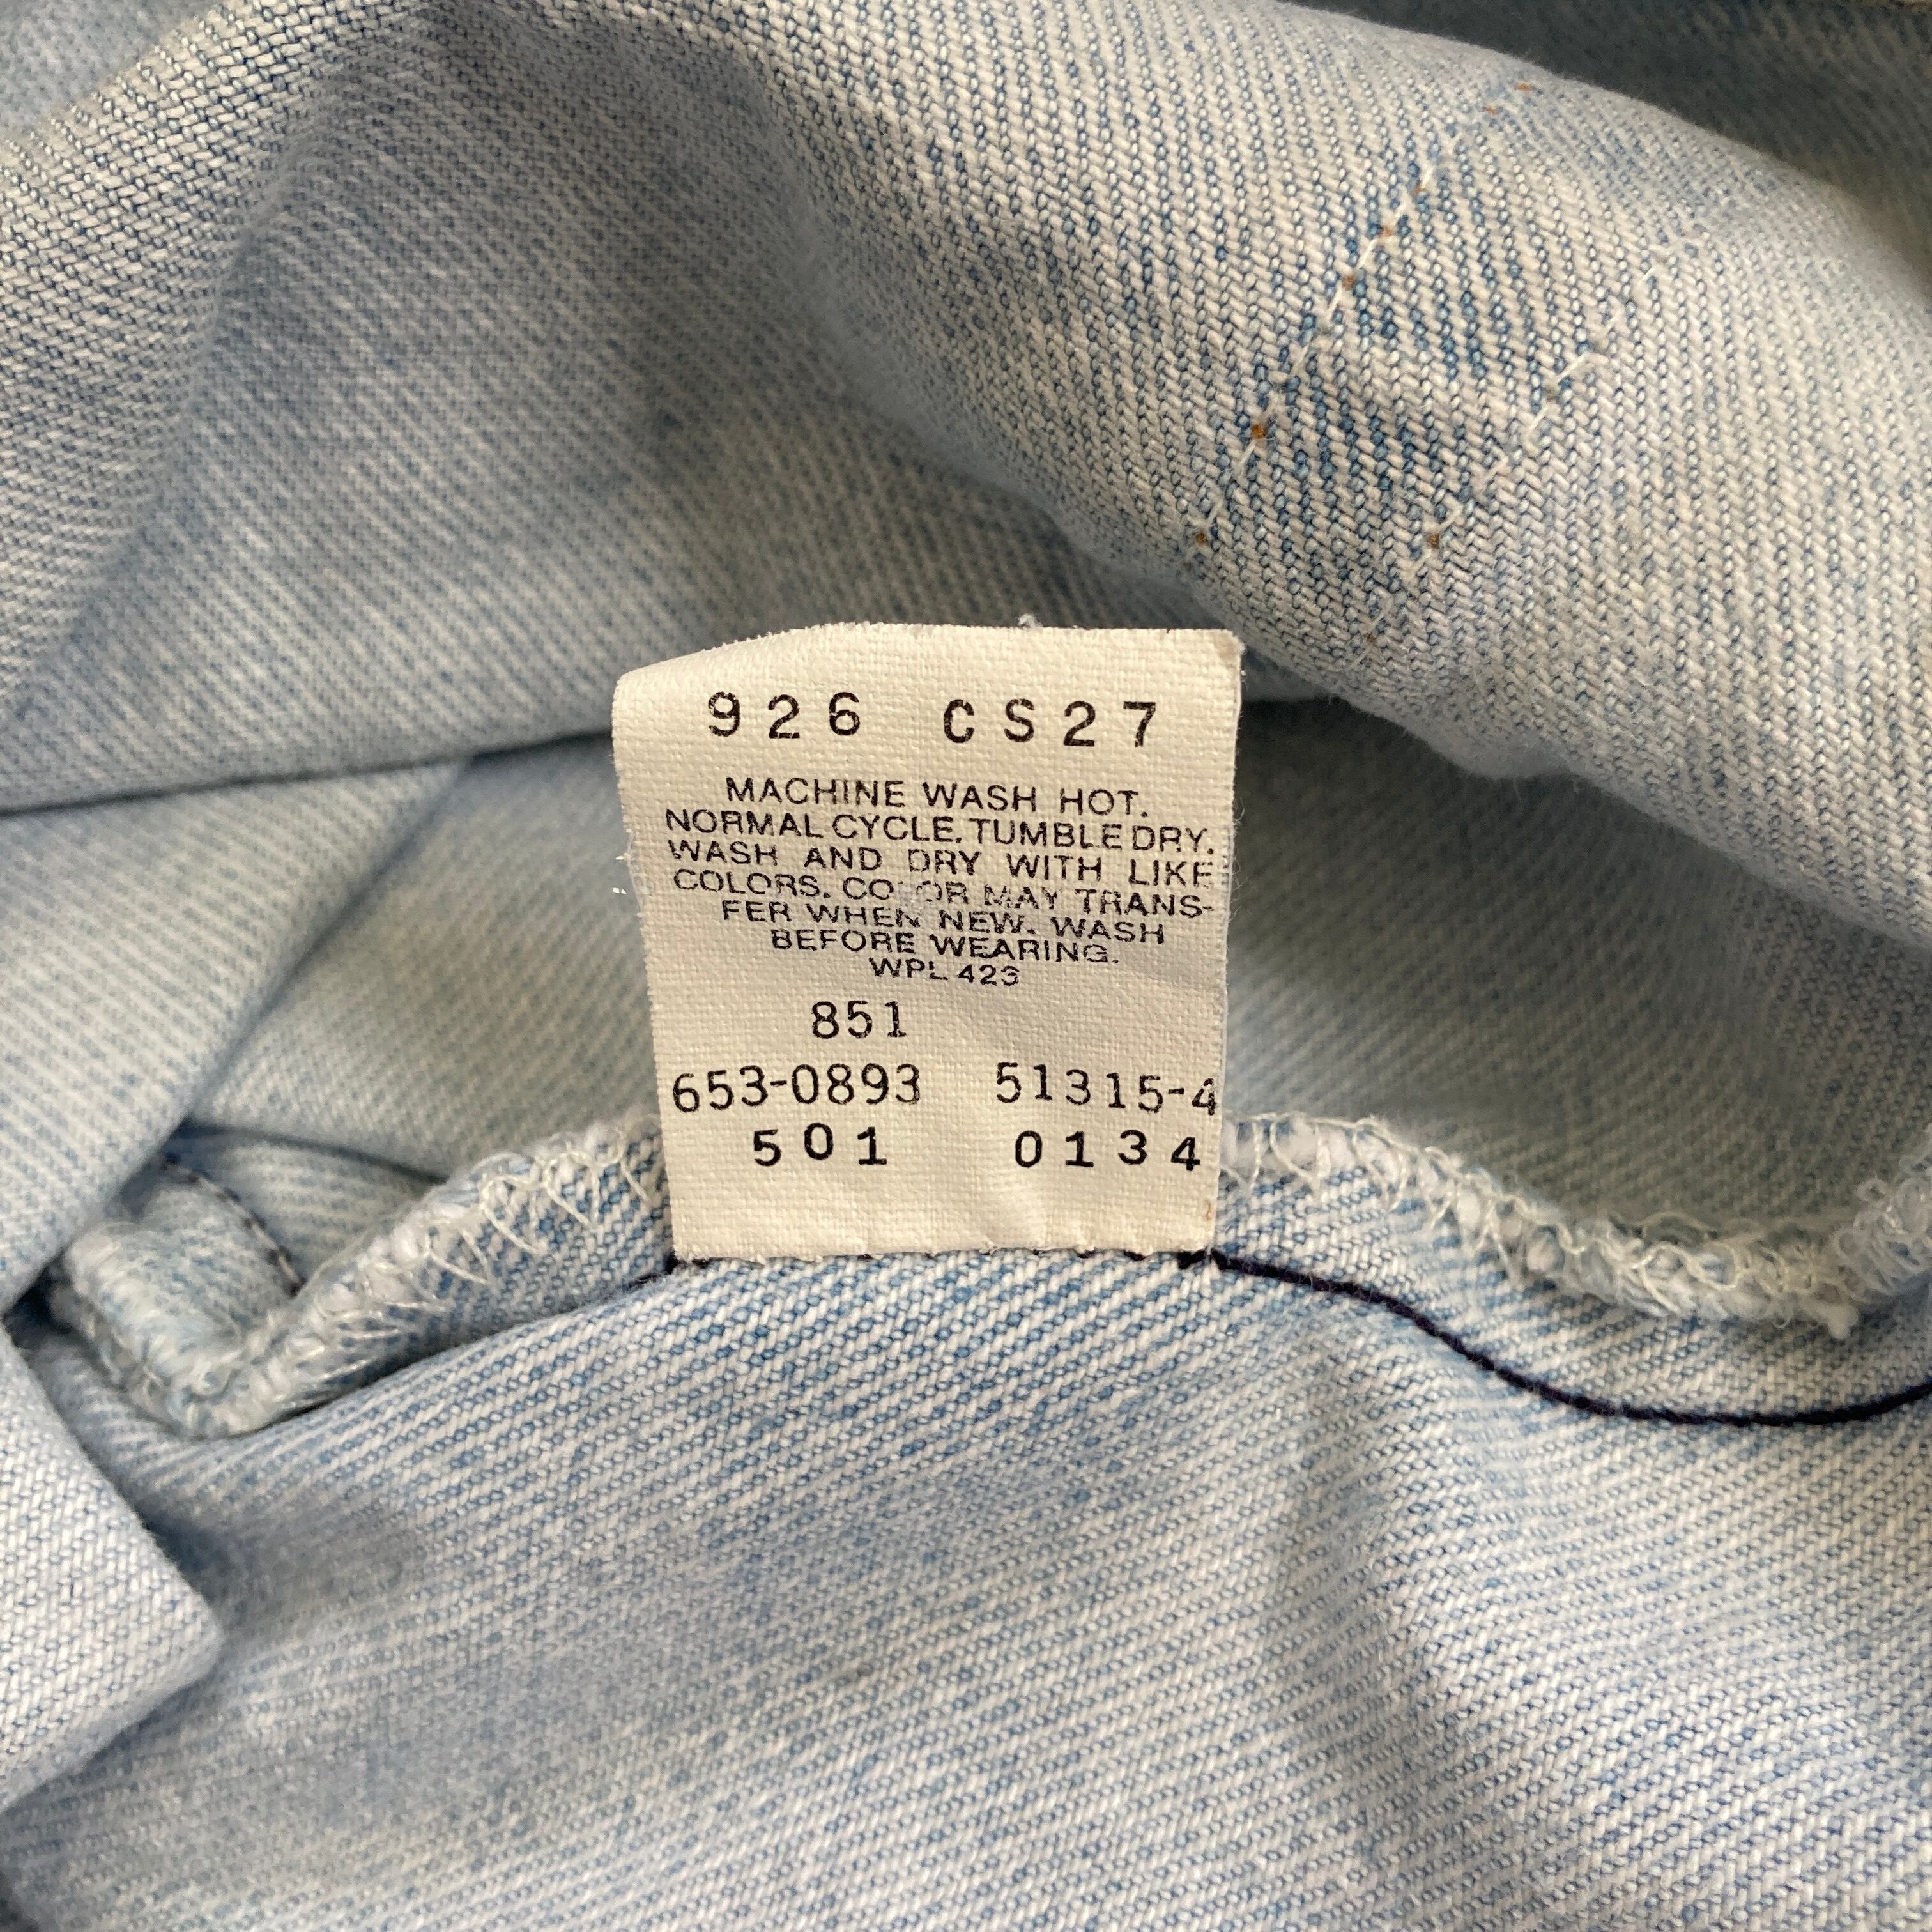 926 CS27
MACHINE WASH HOT.
NORMAL CYCLE. TUMBLE DRY.
WASH AND DRY WITH LIKE
COLORS. COLOR MAY TRANS-
FER WHEN NEW. WASH
BEFORE WEARING.
WPL 423
851
653-0893 51315-4
501 0134